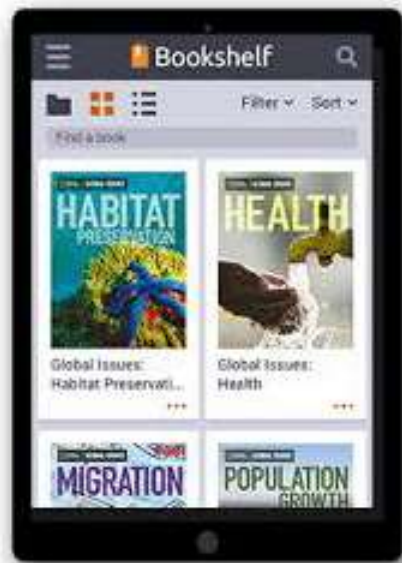 Bookshelf
Filter Sort
Find a book
HABITAT
PRESERVATION
HEALTH
Global Issues:
Habitat Preservati...
Global Issues:
Health
MIGRATION
POPULATION
GROWTH